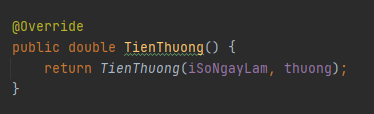 @Override
public double TienThuong() {
    return TienThuong(iSoNgayLam, thuong);
}